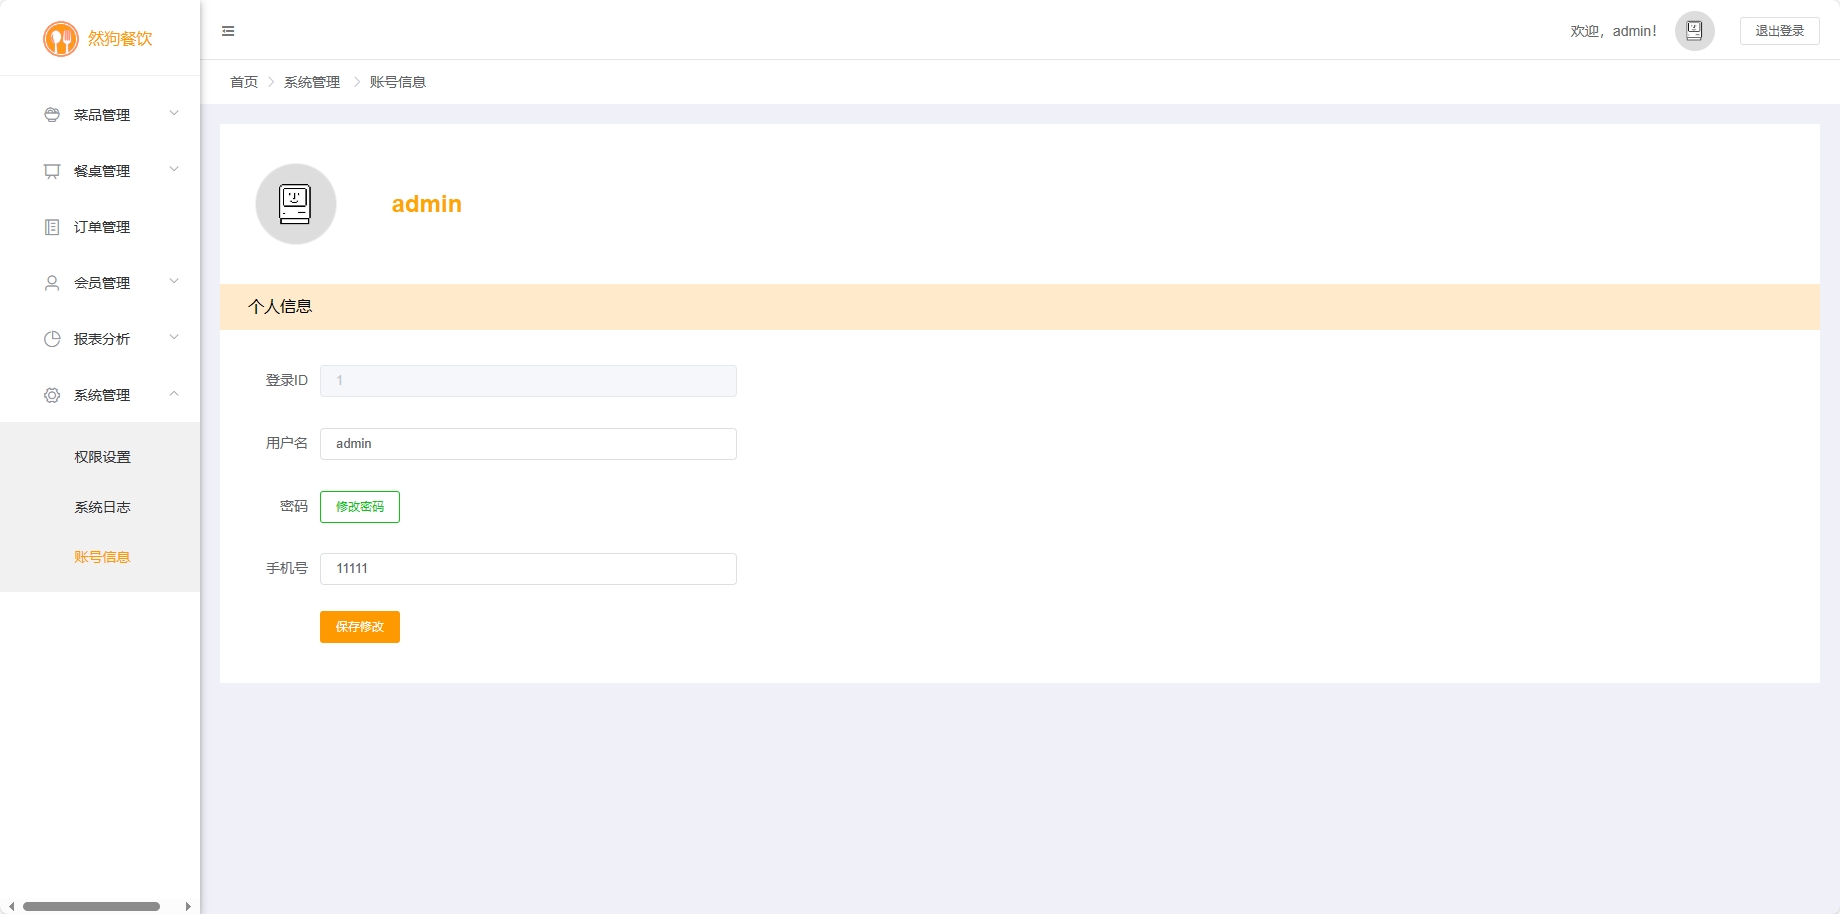 然狗餐饮
欢迎，admin！
退出登录
首页 系统管理 账号信息
菜品管理
餐桌管理
订单管理
会员管理
报表分析
系统管理
权限设置
系统日志
账号信息
admin
个人信息
登录ID 1
用户名 admin
密码 修改密码
手机号 11111
保存修改